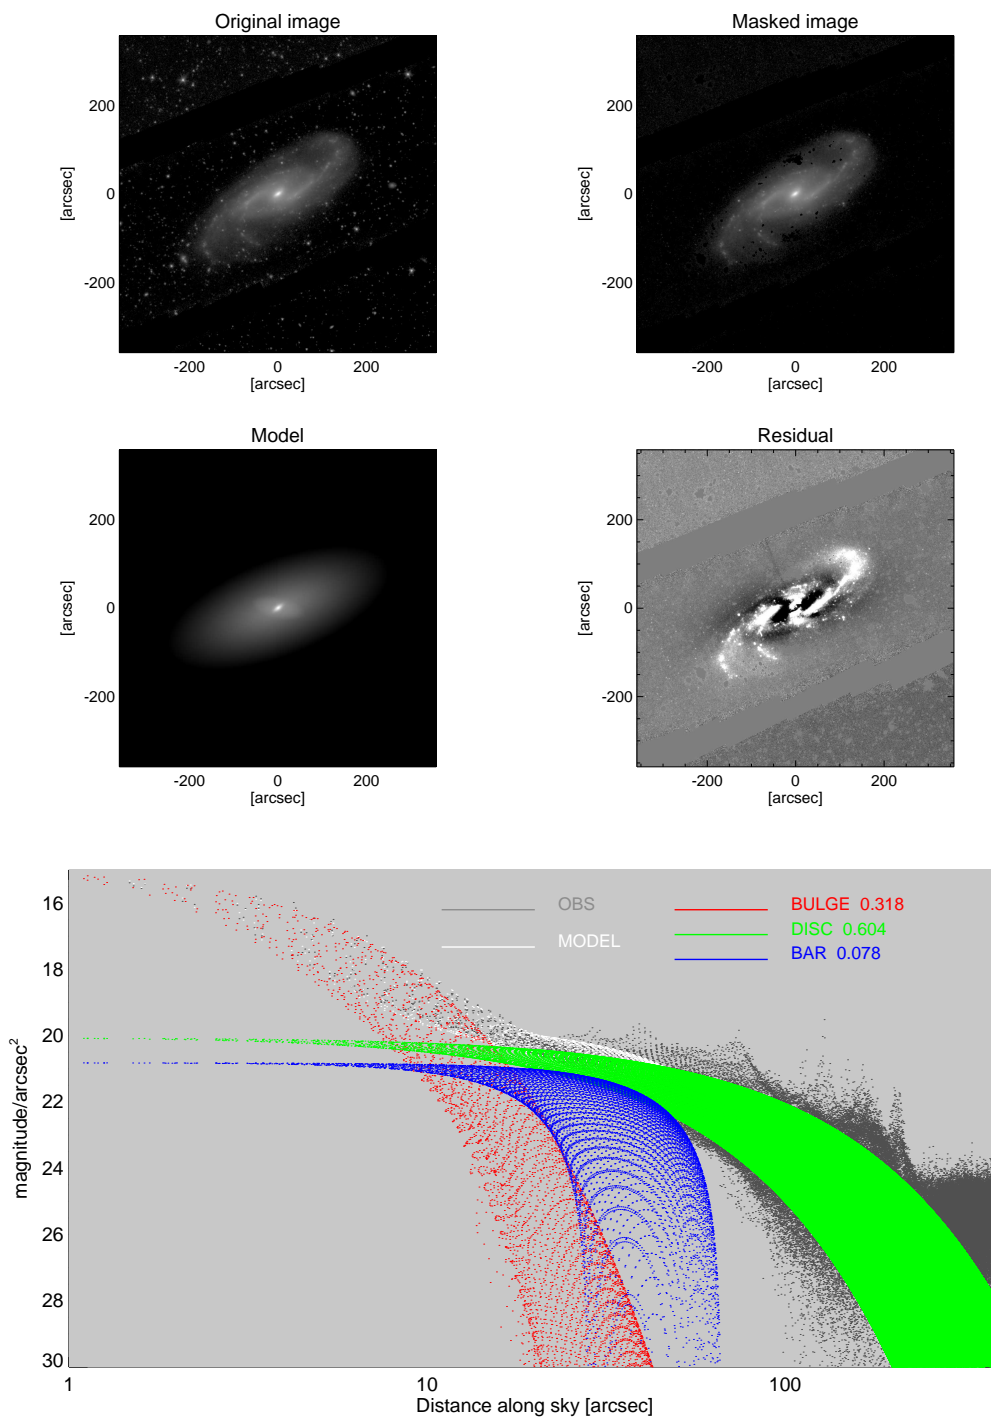 Original image
Masked image
200
0
-200
[arcsec]
-200 0 200
[arcsec]
200
0
-200
[arcsec]
-200 0 200
[arcsec]
Model
Residual
200
0
-200
[arcsec]
-200 0 200
[arcsec]
200
0
-200
[arcsec]
-200 0 200
[arcsec]
OBS
MODEL
BULGE 0.318
DISC 0.604
BAR 0.078
16
18
20
22
24
26
28
30
magnitude/arcsec²
1 10 100
Distance along sky [arcsec]